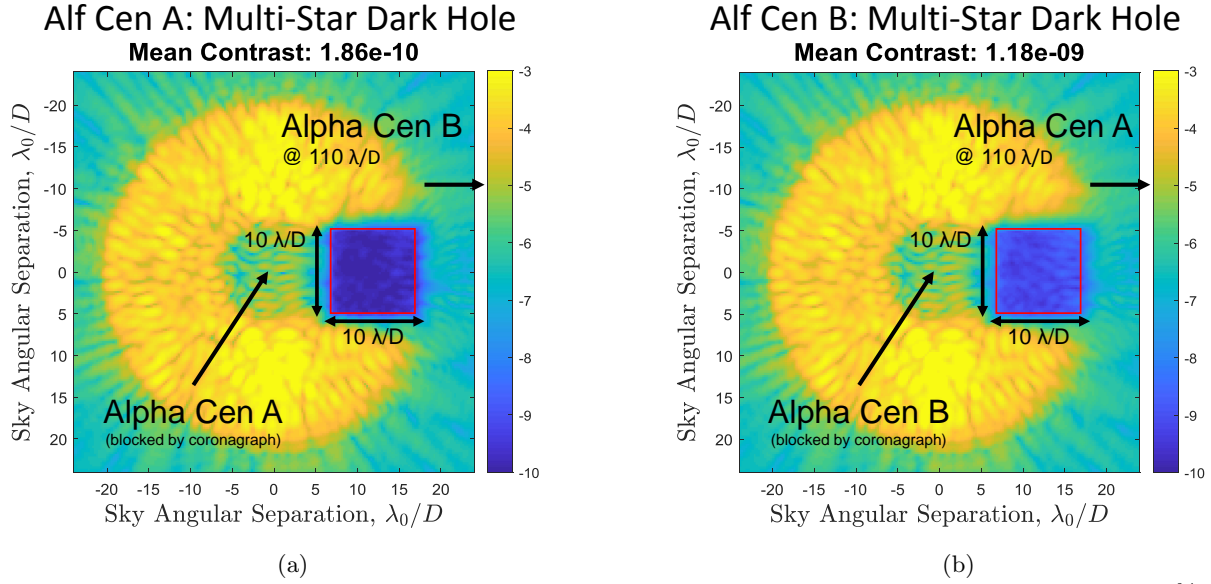 Alf Cen A: Multi-Star Dark Hole
Mean Contrast: 1.86e-10
Sky Angular Separation, λ₀/D
-20
-15
-10
-5
0
5
10
15
20
Alpha Cen B
@ 110 λ/D
10 λ/D
10 λ/D
Alpha Cen A
(blocked by coronagraph)
-20
-15
-10
-5
0
5
10
15
20
Sky Angular Separation, λ₀/D
-3
-4
-5
-6
-7
-8
-9
-10
(a)
Alf Cen B: Multi-Star Dark Hole
Mean Contrast: 1.18e-09
Sky Angular Separation, λ₀/D
-20
-15
-10
-5
0
5
10
15
20
Alpha Cen A
@ 110 λ/D
10 λ/D
10 λ/D
Alpha Cen B
(blocked by coronagraph)
-20
-15
-10
-5
0
5
10
15
20
Sky Angular Separation, λ₀/D
-3
-4
-5
-6
-7
-8
-9
-10
(b)